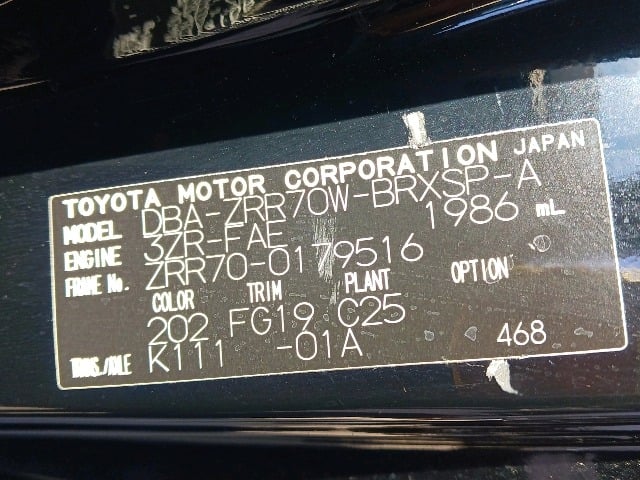 TOYOTA MOTOR CORPORATION JAPAN
MODEL DBA-ZRR70W-BRXSP-A
ENGINE 3ZR-FAE 1986 mL
FRAME No. ZRR70-0179516
COLOR TRIM PLANT OPTION
202 FG19 C25
TRANS./AXLE K111 -01A 468